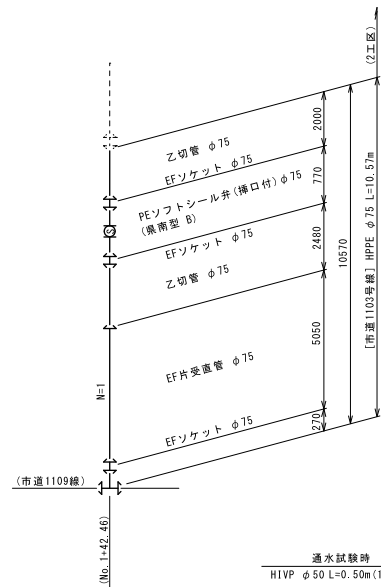 (2工区)
乙切管 φ75
2000
EFソケット φ75
770
PEソフトシール弁(挿口付)φ75
(県南型 B)
EFソケット φ75
2480
乙切管 φ75
10570
[市道1103号線] HPPE φ75 L=10.57m
5050
EF片受直管 φ75
N=1
EFソケット φ75
270
S
(市道1109線)
(No.1+42.46)
通水試験時
HIVP φ50 L=0.50m(1